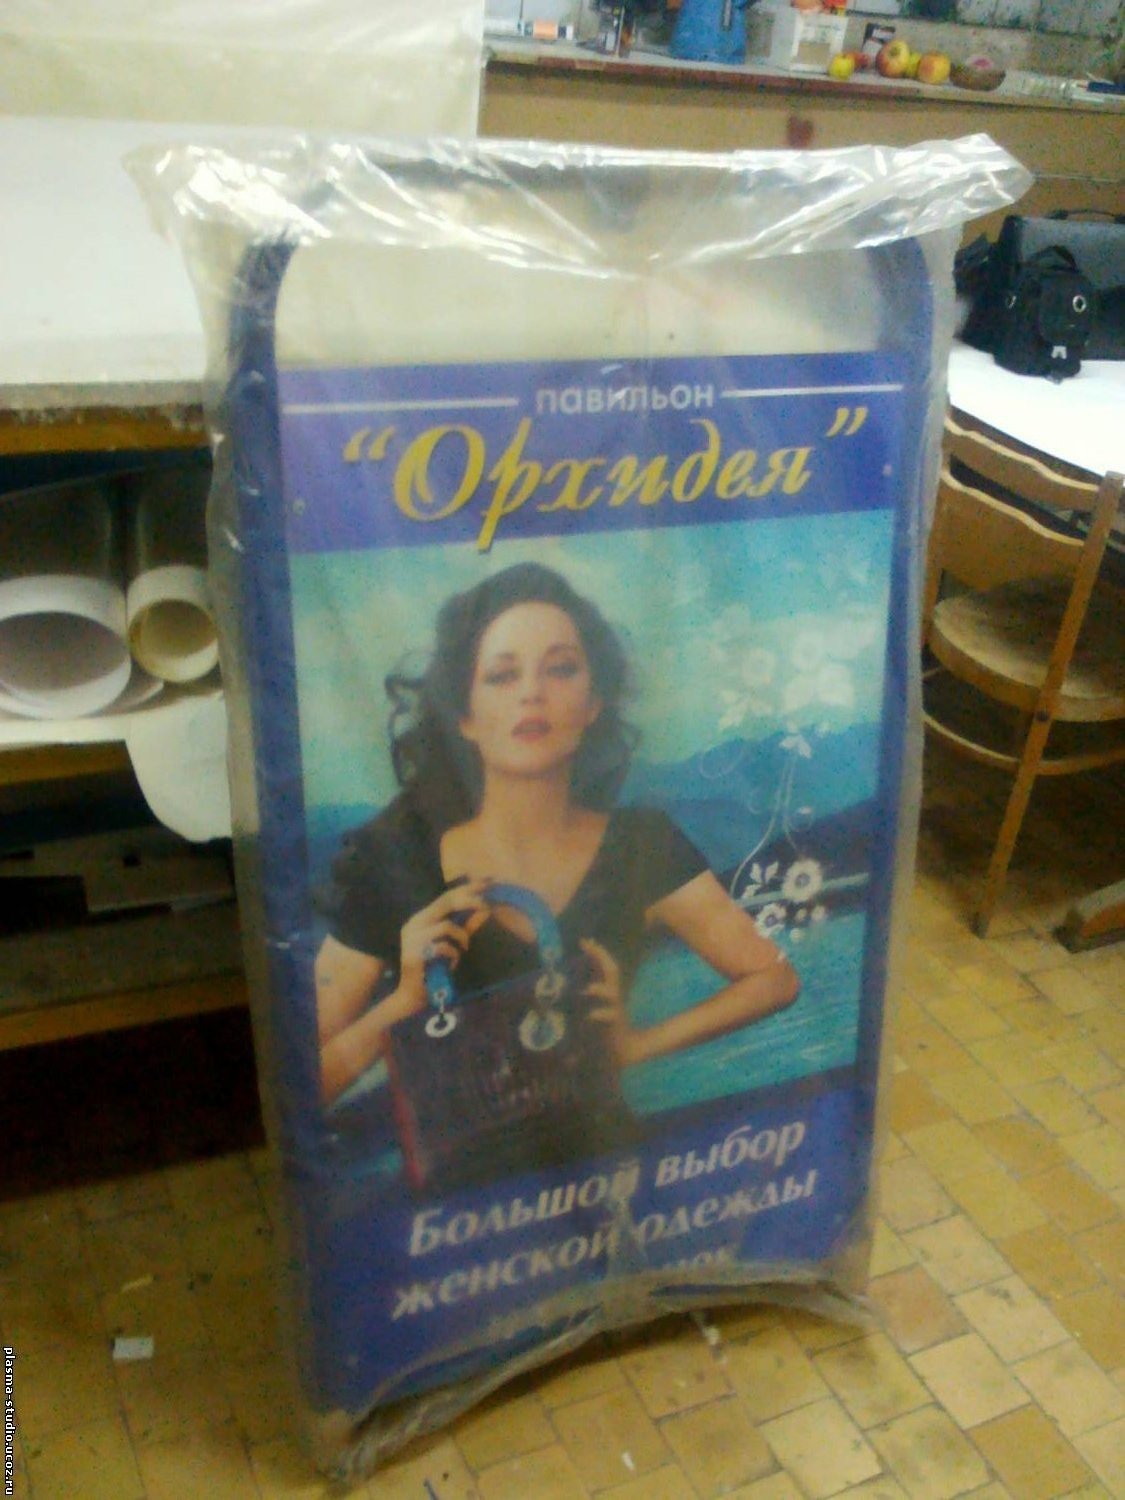 павильон
“Орхидея”
Большой выбор
женской одежды
plasma-studio.ucoz.ru